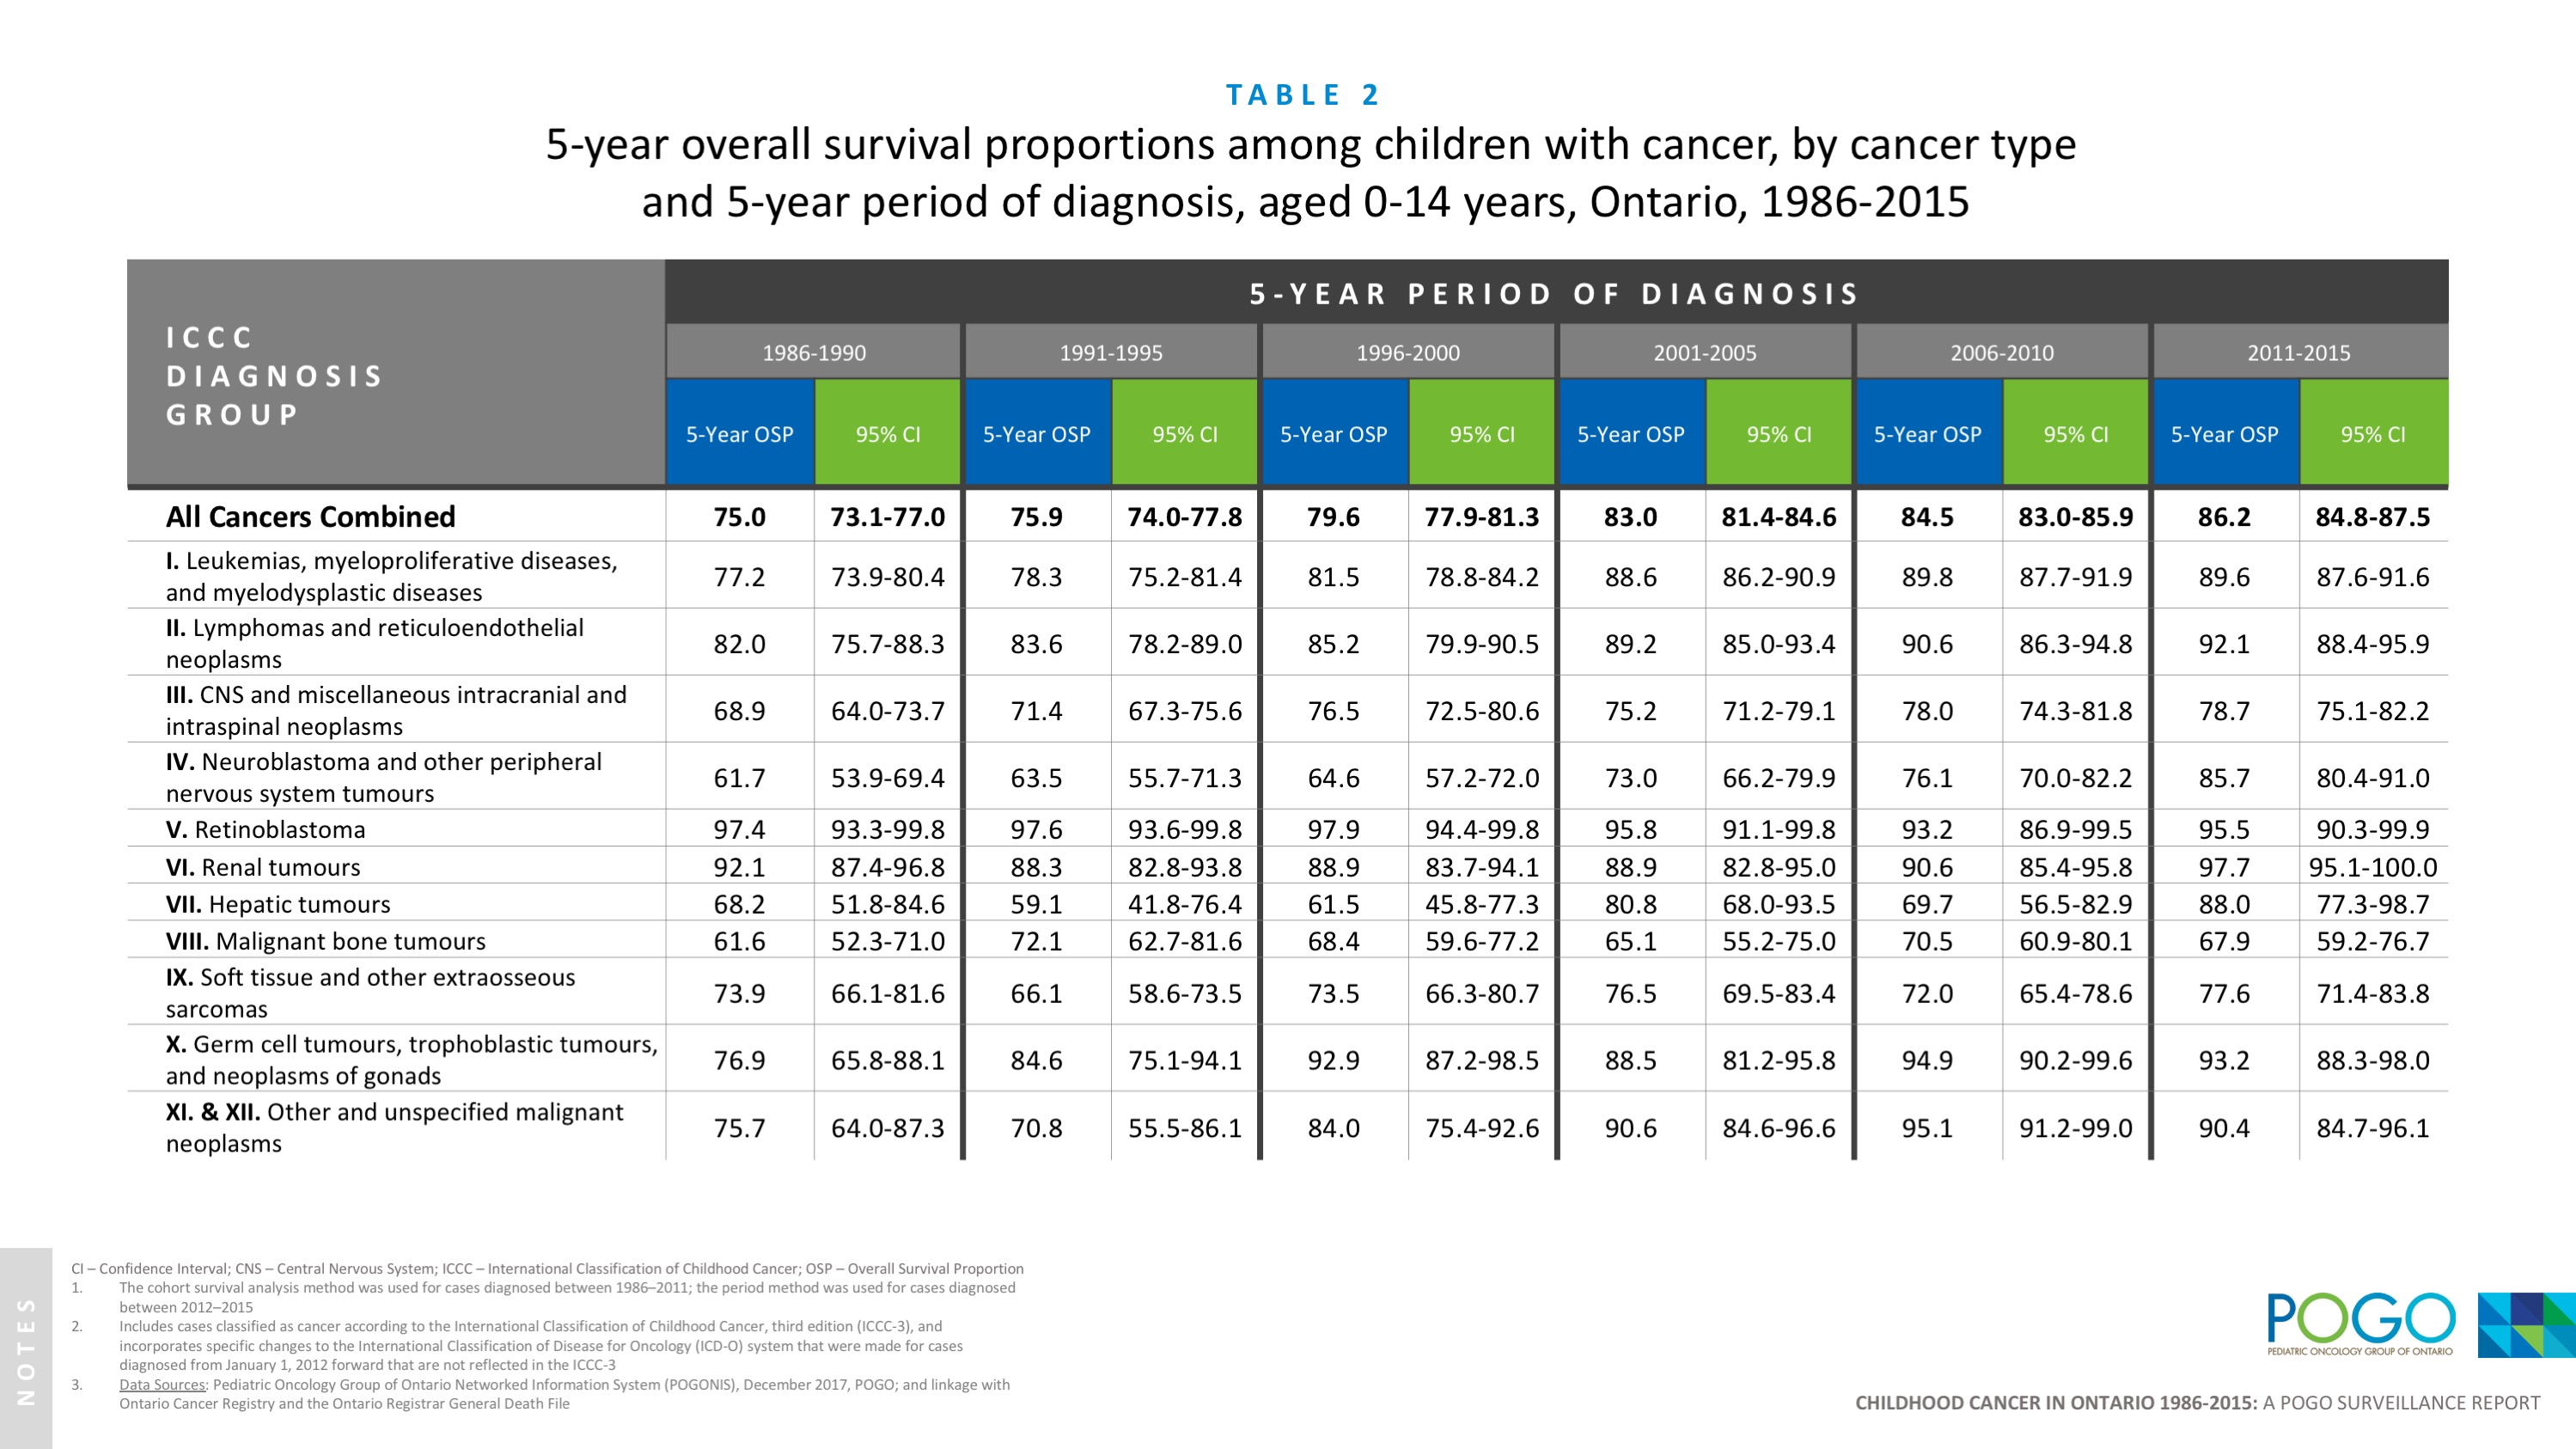 TABLE 2
5-year overall survival proportions among children with cancer, by cancer type
and 5-year period of diagnosis, aged 0-14 years, Ontario, 1986-2015
ICCC
DIAGNOSIS
GROUP
5-YEAR PERIOD OF DIAGNOSIS
1986-1990 1991-1995 1996-2000 2001-2005 2006-2010 2011-2015
5-Year OSP 95% CI 5-Year OSP 95% CI 5-Year OSP 95% CI 5-Year OSP 95% CI 5-Year OSP 95% CI 5-Year OSP 95% CI
All Cancers Combined 75.0 73.1-77.0 75.9 74.0-77.8 79.6 77.9-81.3 83.0 81.4-84.6 84.5 83.0-85.9 86.2 84.8-87.5
I. Leukemias, myeloproliferative diseases,
and myelodysplastic diseases 77.2 73.9-80.4 78.3 75.2-81.4 81.5 78.8-84.2 88.6 86.2-90.9 89.8 87.7-91.9 89.6 87.6-91.6
II. Lymphomas and reticuloendothelial
neoplasms 82.0 75.7-88.3 83.6 78.2-89.0 85.2 79.9-90.5 89.2 85.0-93.4 90.6 86.3-94.8 92.1 88.4-95.9
III. CNS and miscellaneous intracranial and
intraspinal neoplasms 68.9 64.0-73.7 71.4 67.3-75.6 76.5 72.5-80.6 75.2 71.2-79.1 78.0 74.3-81.8 78.7 75.1-82.2
IV. Neuroblastoma and other peripheral
nervous system tumours 61.7 53.9-69.4 63.5 55.7-71.3 64.6 57.2-72.0 73.0 66.2-79.9 76.1 70.0-82.2 85.7 80.4-91.0
V. Retinoblastoma 97.4 93.3-99.8 97.6 93.6-99.8 97.9 94.4-99.8 95.8 91.1-99.8 93.2 86.9-99.5 95.5 90.3-99.9
VI. Renal tumours 92.1 87.4-96.8 88.3 82.8-93.8 88.9 83.7-94.1 88.9 82.8-95.0 90.6 85.4-95.8 97.7 95.1-100.0
VII. Hepatic tumours 68.2 51.8-84.6 59.1 41.8-76.4 61.5 45.8-77.3 80.8 68.0-93.5 69.7 56.5-82.9 88.0 77.3-98.7
VIII. Malignant bone tumours 61.6 52.3-71.0 72.1 62.7-81.6 68.4 59.6-77.2 65.1 55.2-75.0 70.5 60.9-80.1 67.9 59.2-76.7
IX. Soft tissue and other extraosseous
sarcomas 73.9 66.1-81.6 66.1 58.6-73.5 73.5 66.3-80.7 76.5 69.5-83.4 72.0 65.4-78.6 77.6 71.4-83.8
X. Germ cell tumours, trophoblastic tumours,
and neoplasms of gonads 76.9 65.8-88.1 84.6 75.1-94.1 92.9 87.2-98.5 88.5 81.2-95.8 94.9 90.2-99.6 93.2 88.3-98.0
XI. & XII. Other and unspecified malignant
neoplasms 75.7 64.0-87.3 70.8 55.5-86.1 84.0 75.4-92.6 90.6 84.6-96.6 95.1 91.2-99.0 90.4 84.7-96.1
NOTES
CI – Confidence Interval; CNS – Central Nervous System; ICCC – International Classification of Childhood Cancer; OSP – Overall Survival Proportion
1. The cohort survival analysis method was used for cases diagnosed between 1986–2011; the period method was used for cases diagnosed
between 2012–2015
2. Includes cases classified as cancer according to the International Classification of Childhood Cancer, third edition (ICCC-3), and
incorporates specific changes to the International Classification of Disease for Oncology (ICD-O) system that were made for cases
diagnosed from January 1, 2012 forward that are not reflected in the ICCC-3
3. Data Sources: Pediatric Oncology Group of Ontario Networked Information System (POGONIS), December 2017, POGO; and linkage with
Ontario Cancer Registry and the Ontario Registrar General Death File
POGO
PEDIATRIC ONCOLOGY GROUP OF ONTARIO
CHILDHOOD CANCER IN ONTARIO 1986-2015: A POGO SURVEILLANCE REPORT